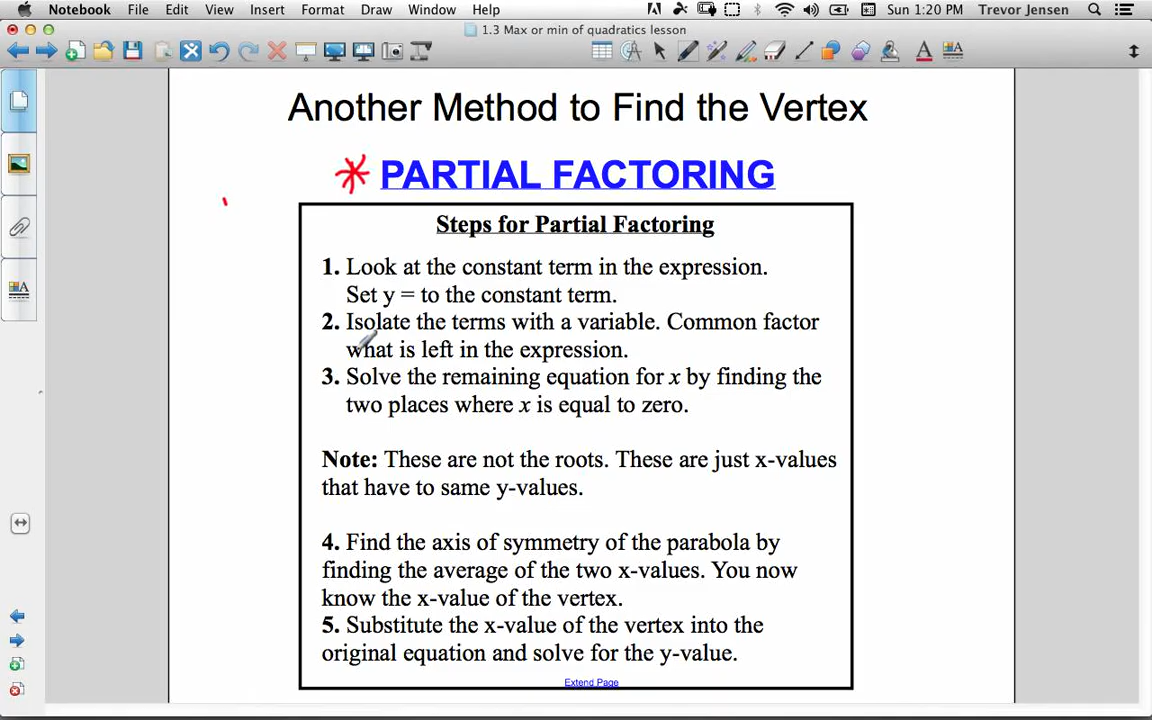 Notebook File Edit View Insert Format Draw Window Help Sun 1:20 PM Trevor Jensen
1.3 Max or min of quadratics lesson
Another Method to Find the Vertex
PARTIAL FACTORING
Steps for Partial Factoring
1. Look at the constant term in the expression.
Set y = to the constant term.
2. Isolate the terms with a variable. Common factor
what is left in the expression.
3. Solve the remaining equation for x by finding the
two places where x is equal to zero.
Note: These are not the roots. These are just x-values
that have to same y-values.
4. Find the axis of symmetry of the parabola by
finding the average of the two x-values. You now
know the x-value of the vertex.
5. Substitute the x-value of the vertex into the
original equation and solve for the y-value.
Extend Page